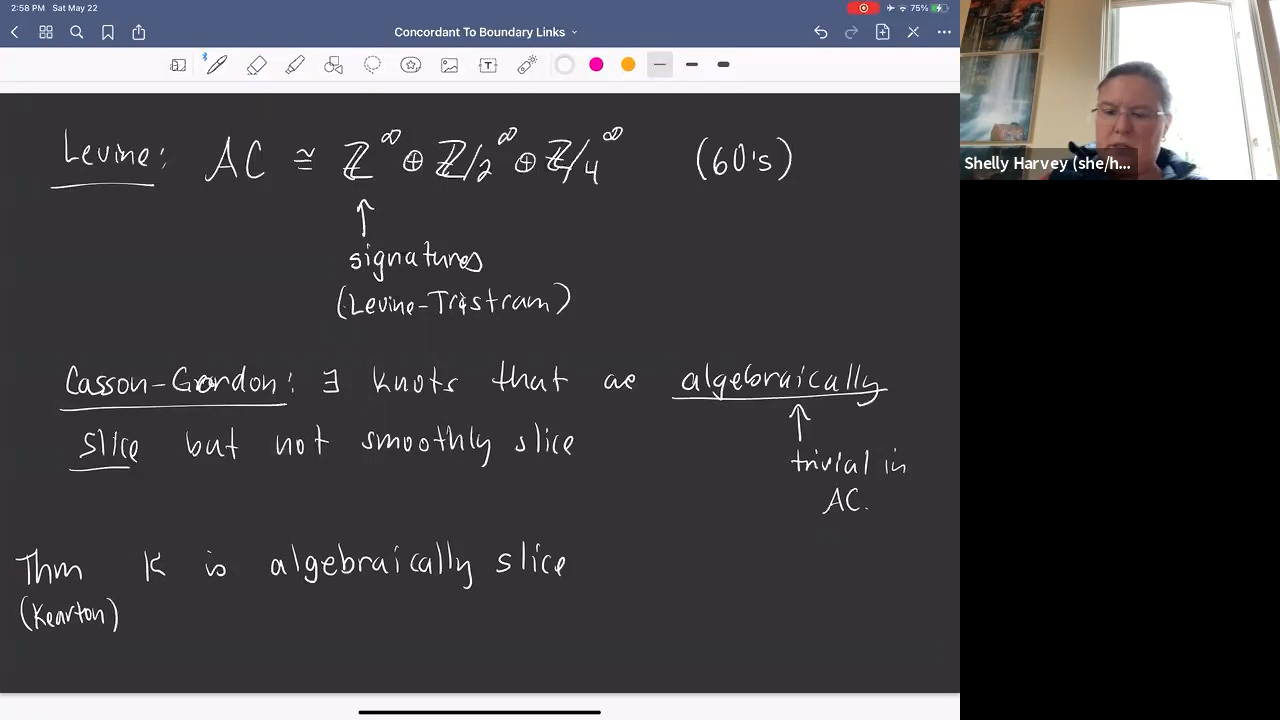 2:58 PM Sat May 22
75%
Concordant To Boundary Links
T
Levine: AC ≅ ℤ^∞ ⊕ ℤ/2^∞ ⊕ ℤ/4^∞ (60's)
↑
signatures
(Levine-Tristram)
Casson-Gordon: ∃ knots that are algebraically
slice but not smoothly slice
↑
trivial in
AC.
Thm K is algebraically slice
(Kearton)
Shelly Harvey (she/h...